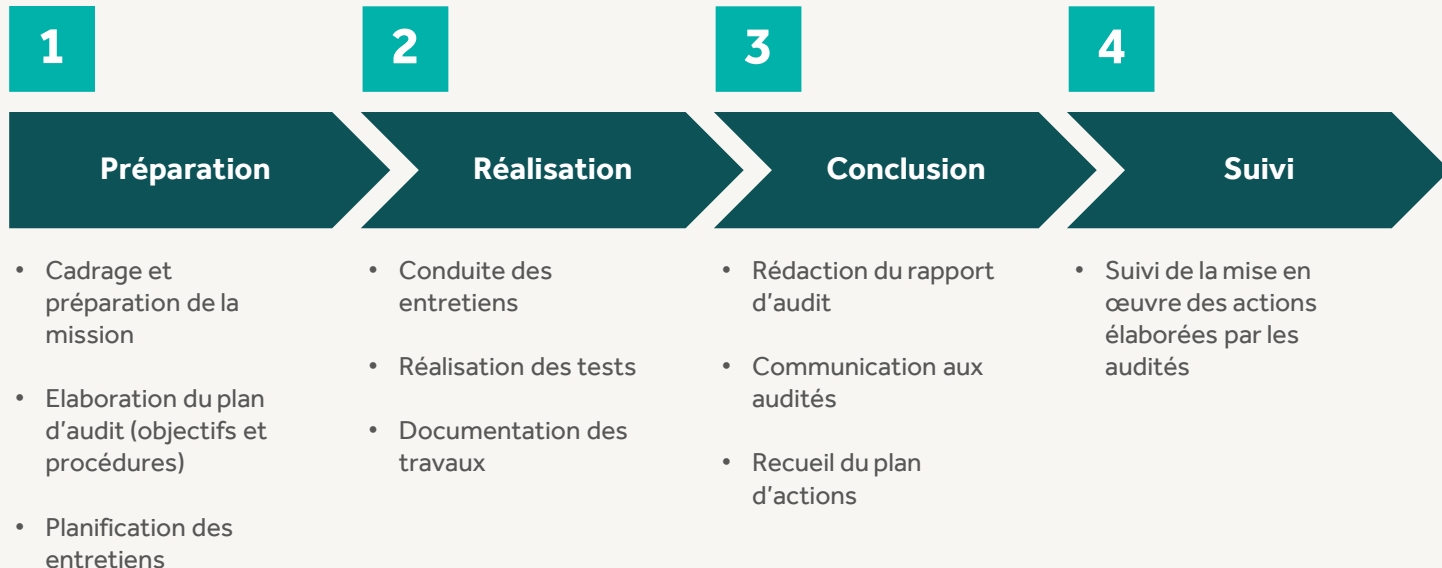 1
2
3
4
Préparation
Réalisation
Conclusion
Suivi
• Cadrage et
préparation de la
mission
• Elaboration du plan
d’audit (objectifs et
procédures)
• Planification des
entretiens
• Conduite des
entretiens
• Réalisation des tests
• Documentation des
travaux
• Rédaction du rapport
d’audit
• Communication aux
audités
• Recueil du plan
d’actions
• Suivi de la mise en
œuvre des actions
élaborées par les
audités